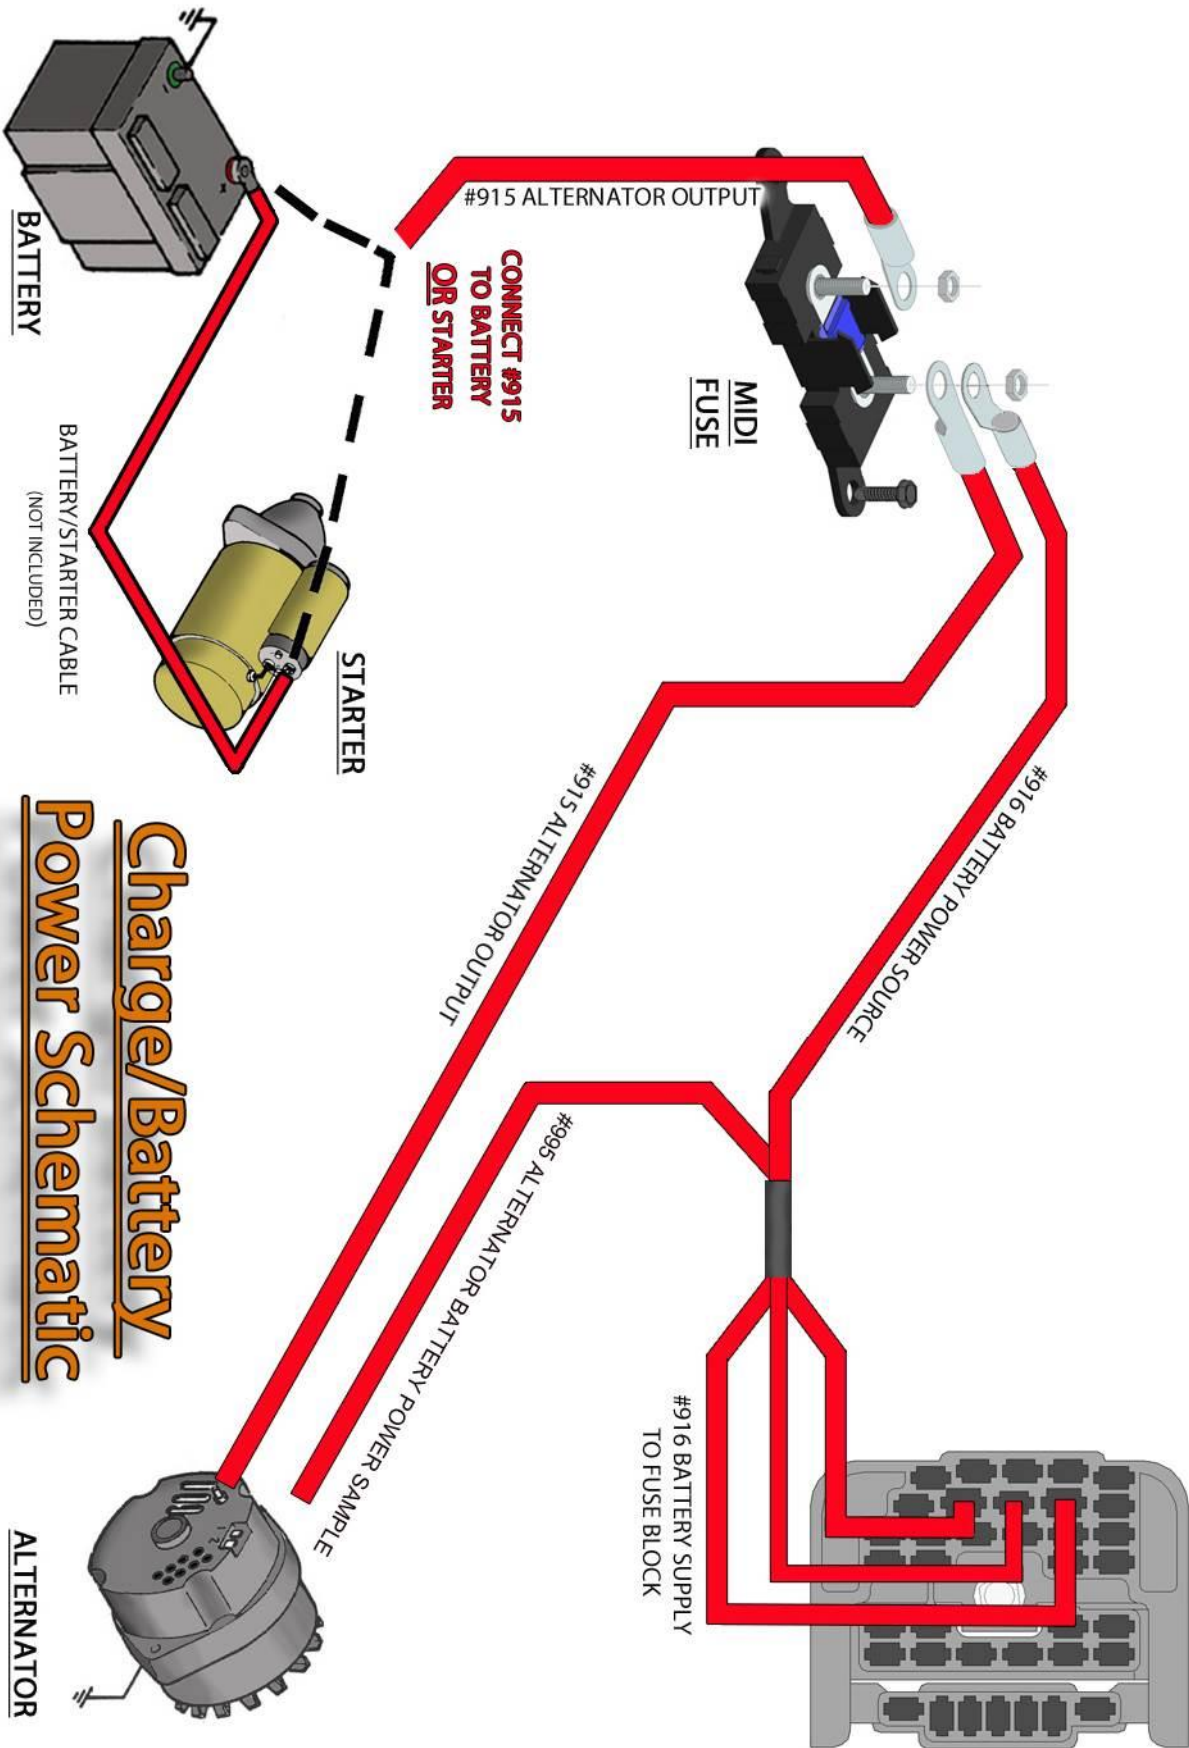 #915 ALTERNATOR OUTPUT
CONNECT #915
TO BATTERY
OR STARTER
MIDI
FUSE
BATTERY
BATTERY/STARTER CABLE
(NOT INCLUDED)
STARTER
#916 BATTERY POWER SOURCE
#915 ALTERNATOR OUTPUT
#995 ALTERNATOR BATTERY POWER SAMPLE
#916 BATTERY SUPPLY
TO FUSE BLOCK
Charge/Battery
Power Schematic
ALTERNATOR